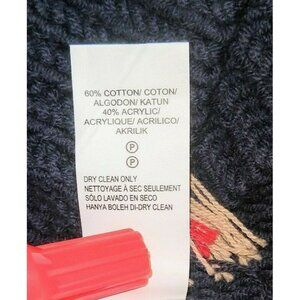 60% COTTON/ COTON/
ALGODON/ KATUN
40% ACRYLIC/
ACRYLIQUE/ ACRILICO/
AKRILIK
P
P
DRY CLEAN ONLY
NETTOYAGE À SEC SEULEMENT
SÓLO LAVADO EN SECO
HANYA BOLEH DI-DRY CLEAN